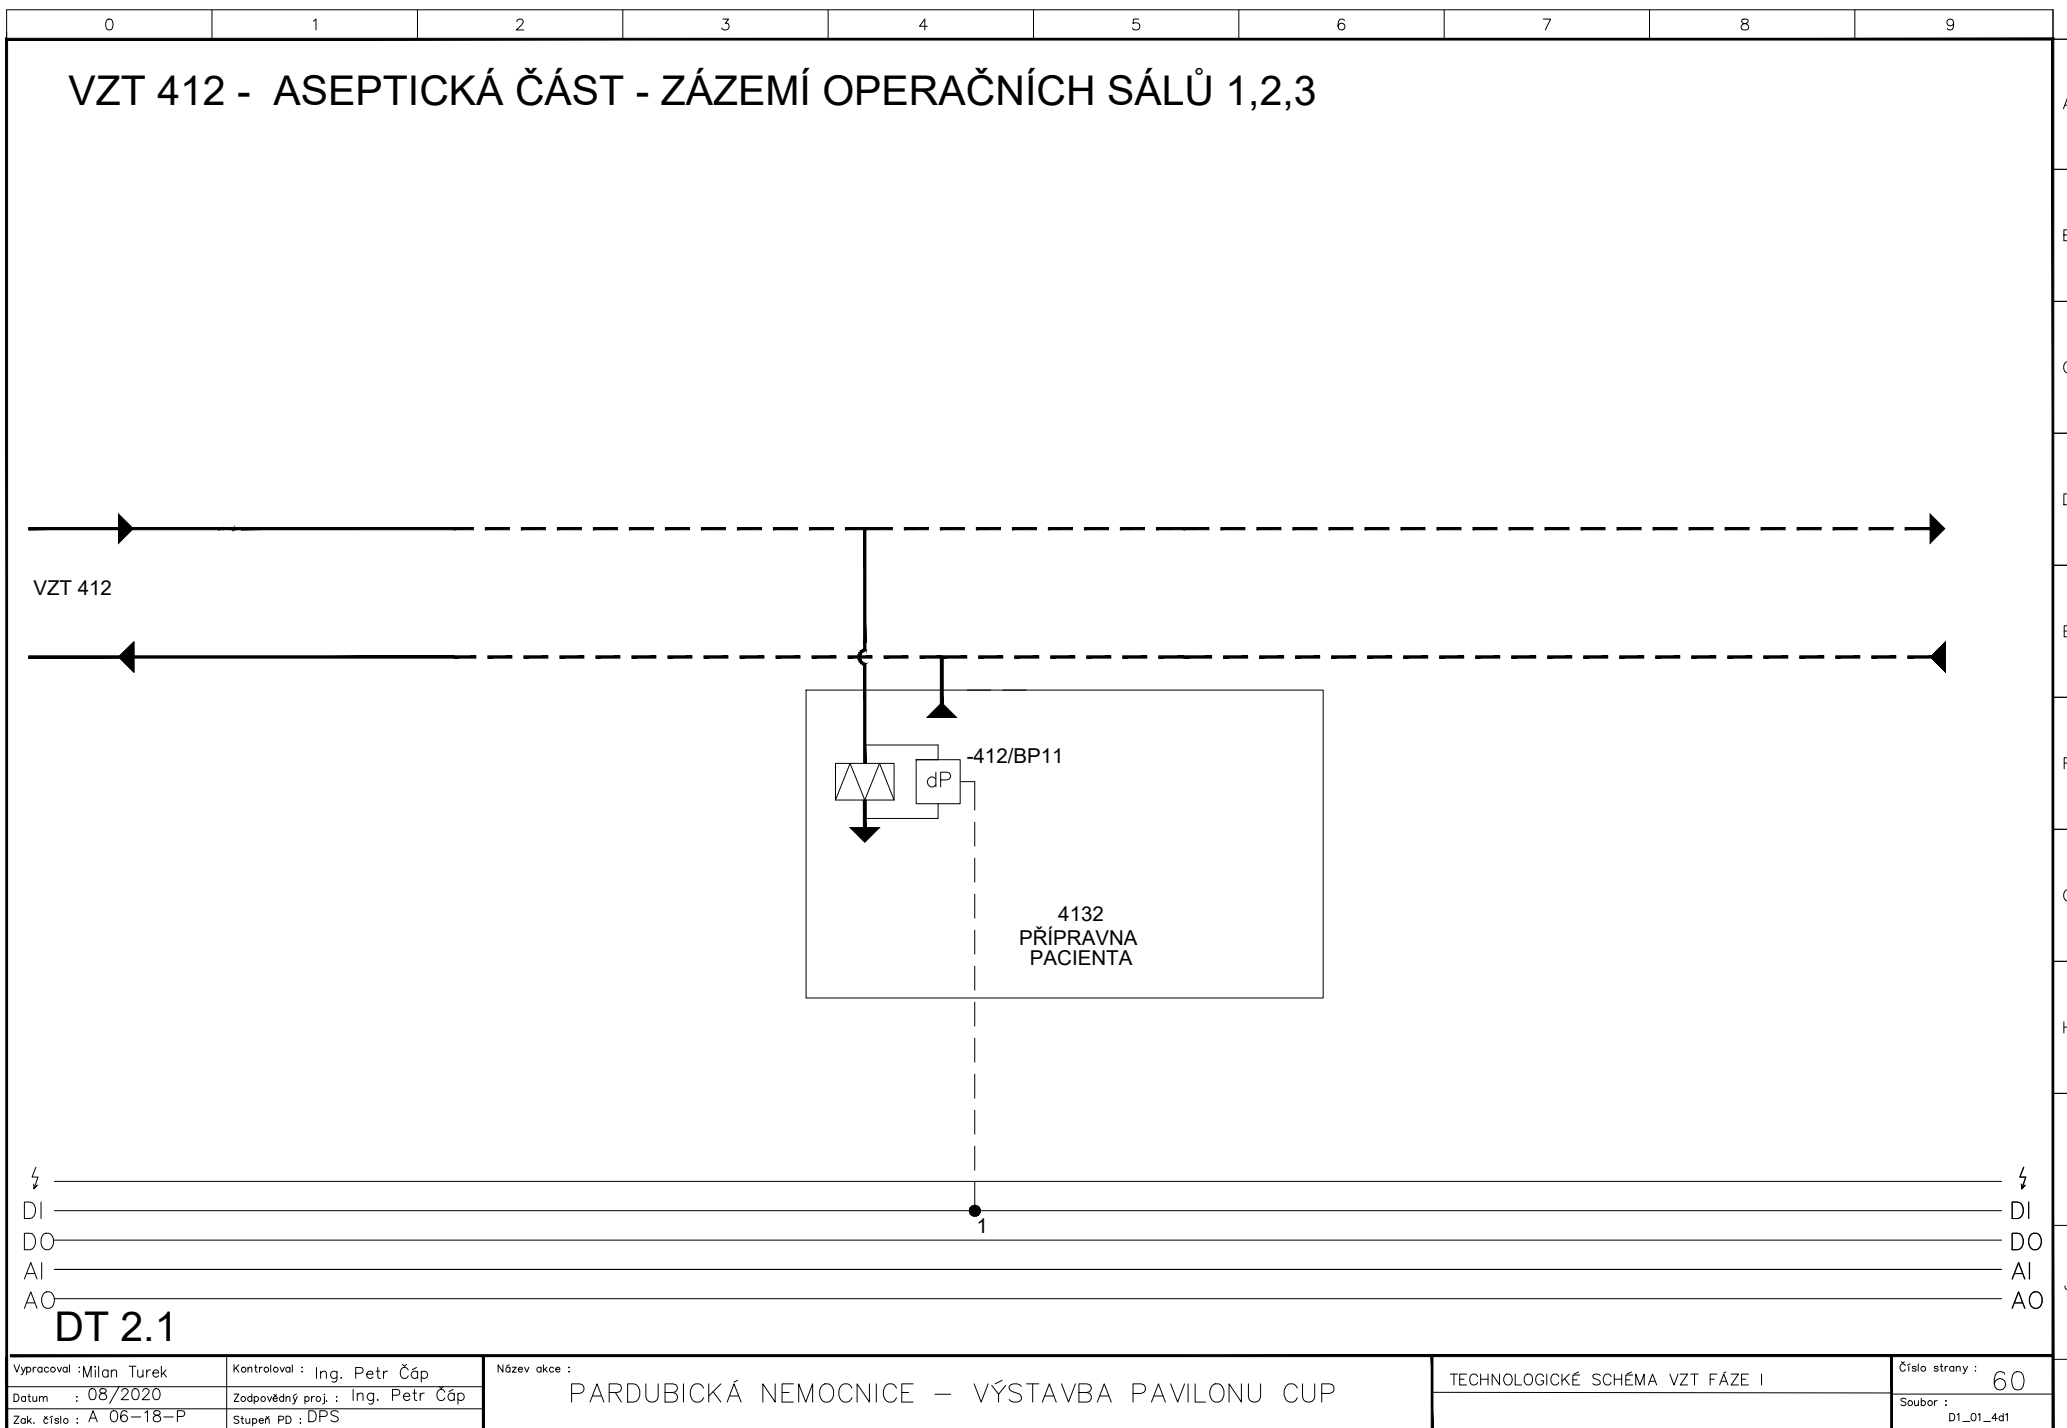 0 1 2 3 4 5 6 7 8 9
VZT 412 - ASEPTICKÁ ČÁST - ZÁZEMÍ OPERAČNÍCH SÁLŮ 1,2,3
VZT 412
-412/BP11
dP
4132
PŘÍPRAVNA
PACIENTA
DI DI
1
DO DO
AI AI
AO AO
DT 2.1
Vypracoval : Milan Turek
Datum : 08/2020
Zak. číslo : A 06-18-P
Kontroloval : Ing. Petr Čáp
Zodpovědný proj. : Ing. Petr Čáp
Stupeň PD : DPS
Název akce :
PARDUBICKÁ NEMOCNICE – VÝSTAVBA PAVILONU CUP
TECHNOLOGICKÉ SCHÉMA VZT FÁZE I
Číslo strany : 60
Soubor :
D1_01_4d1